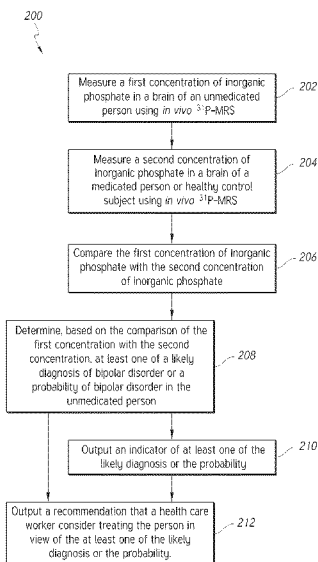 200
Measure a first concentration of inorganic
phosphate in a brain of an unmedicated
person using in vivo ³¹P-MRS
202
Measure a second concentration of
inorganic phosphate in a brain of a
medicated person or healthy control
subject using in vivo ³¹P-MRS
204
Compare the first concentration of inorganic
phosphate with the second concentration
of inorganic phosphate
206
Determine, based on the comparison of the
first concentration with the second
concentration, at least one of a likely
diagnosis of bipolar disorder or a
probability of bipolar disorder in the
unmedicated person
208
Output an indicator of at least one of the
likely diagnosis or the probability
210
Output a recommendation that a health care
worker consider treating the person in
view of the at least one of the likely
diagnosis or the probability.
212